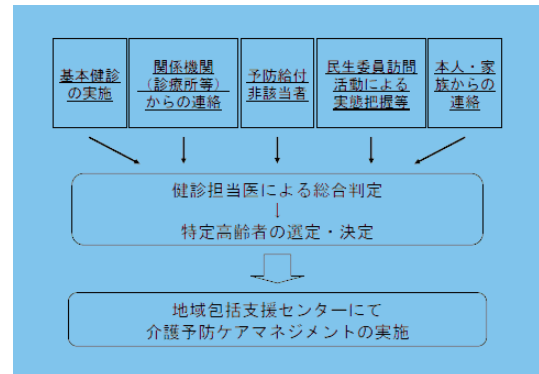 基本健診
の実施
関係機関
（診療所等）
からの連絡
予防給付
非該当者
民生委員訪問
活動による
実態把握等
本人・家
族からの
連絡
健診担当医による総合判定
↓
特定高齢者の選定・決定
地域包括支援センターにて
介護予防ケアマネジメントの実施